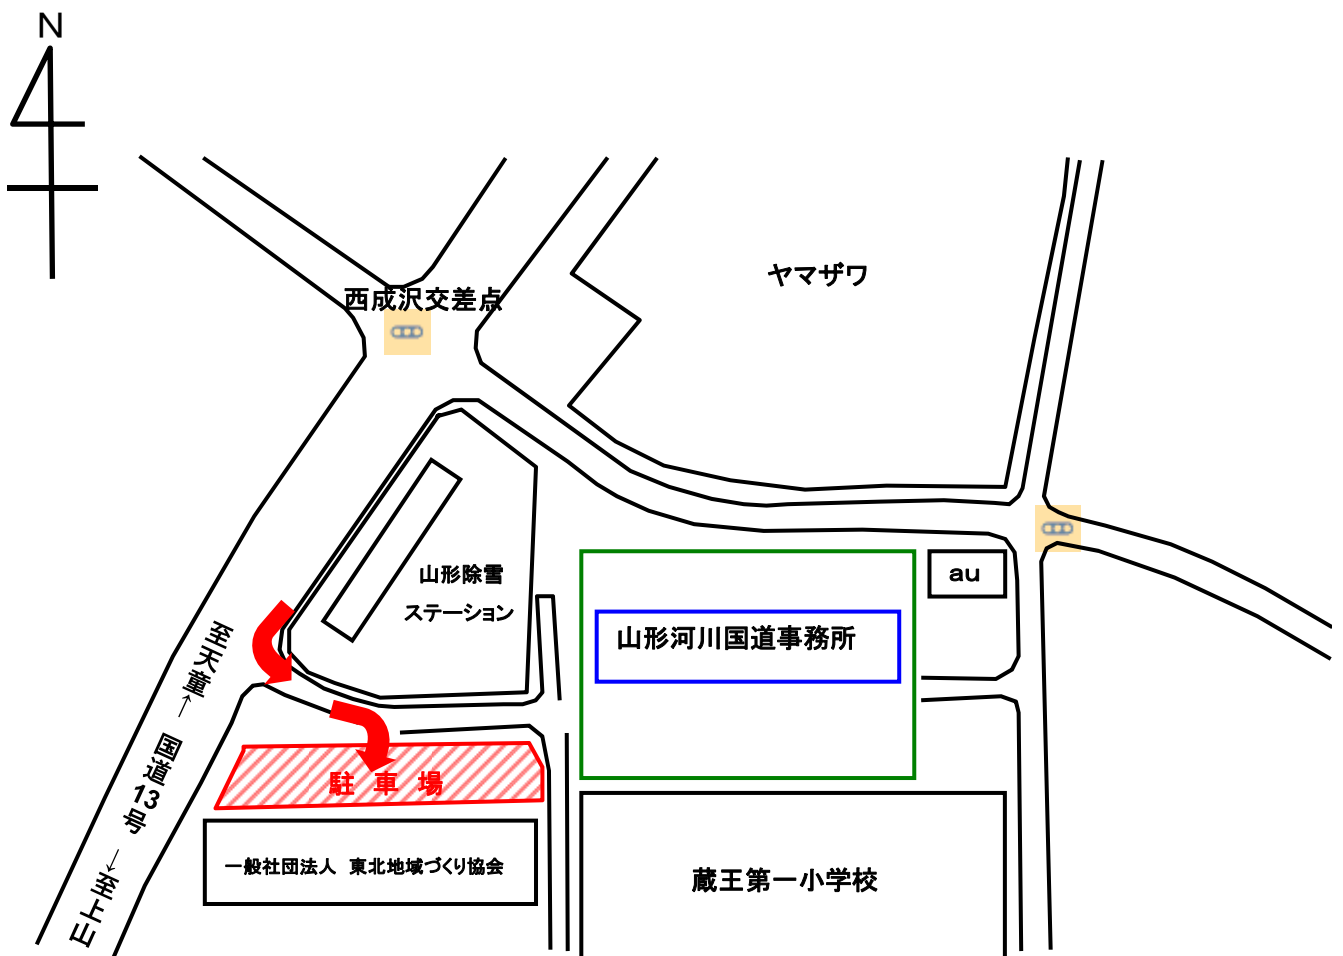 N
西成沢交差点
ヤマザワ
山形除雪
ステーション
au
山形河川国道事務所
至天童←
国道13号
←至上山
駐 車 場
一般社団法人 東北地域づくり協会
蔵王第一小学校